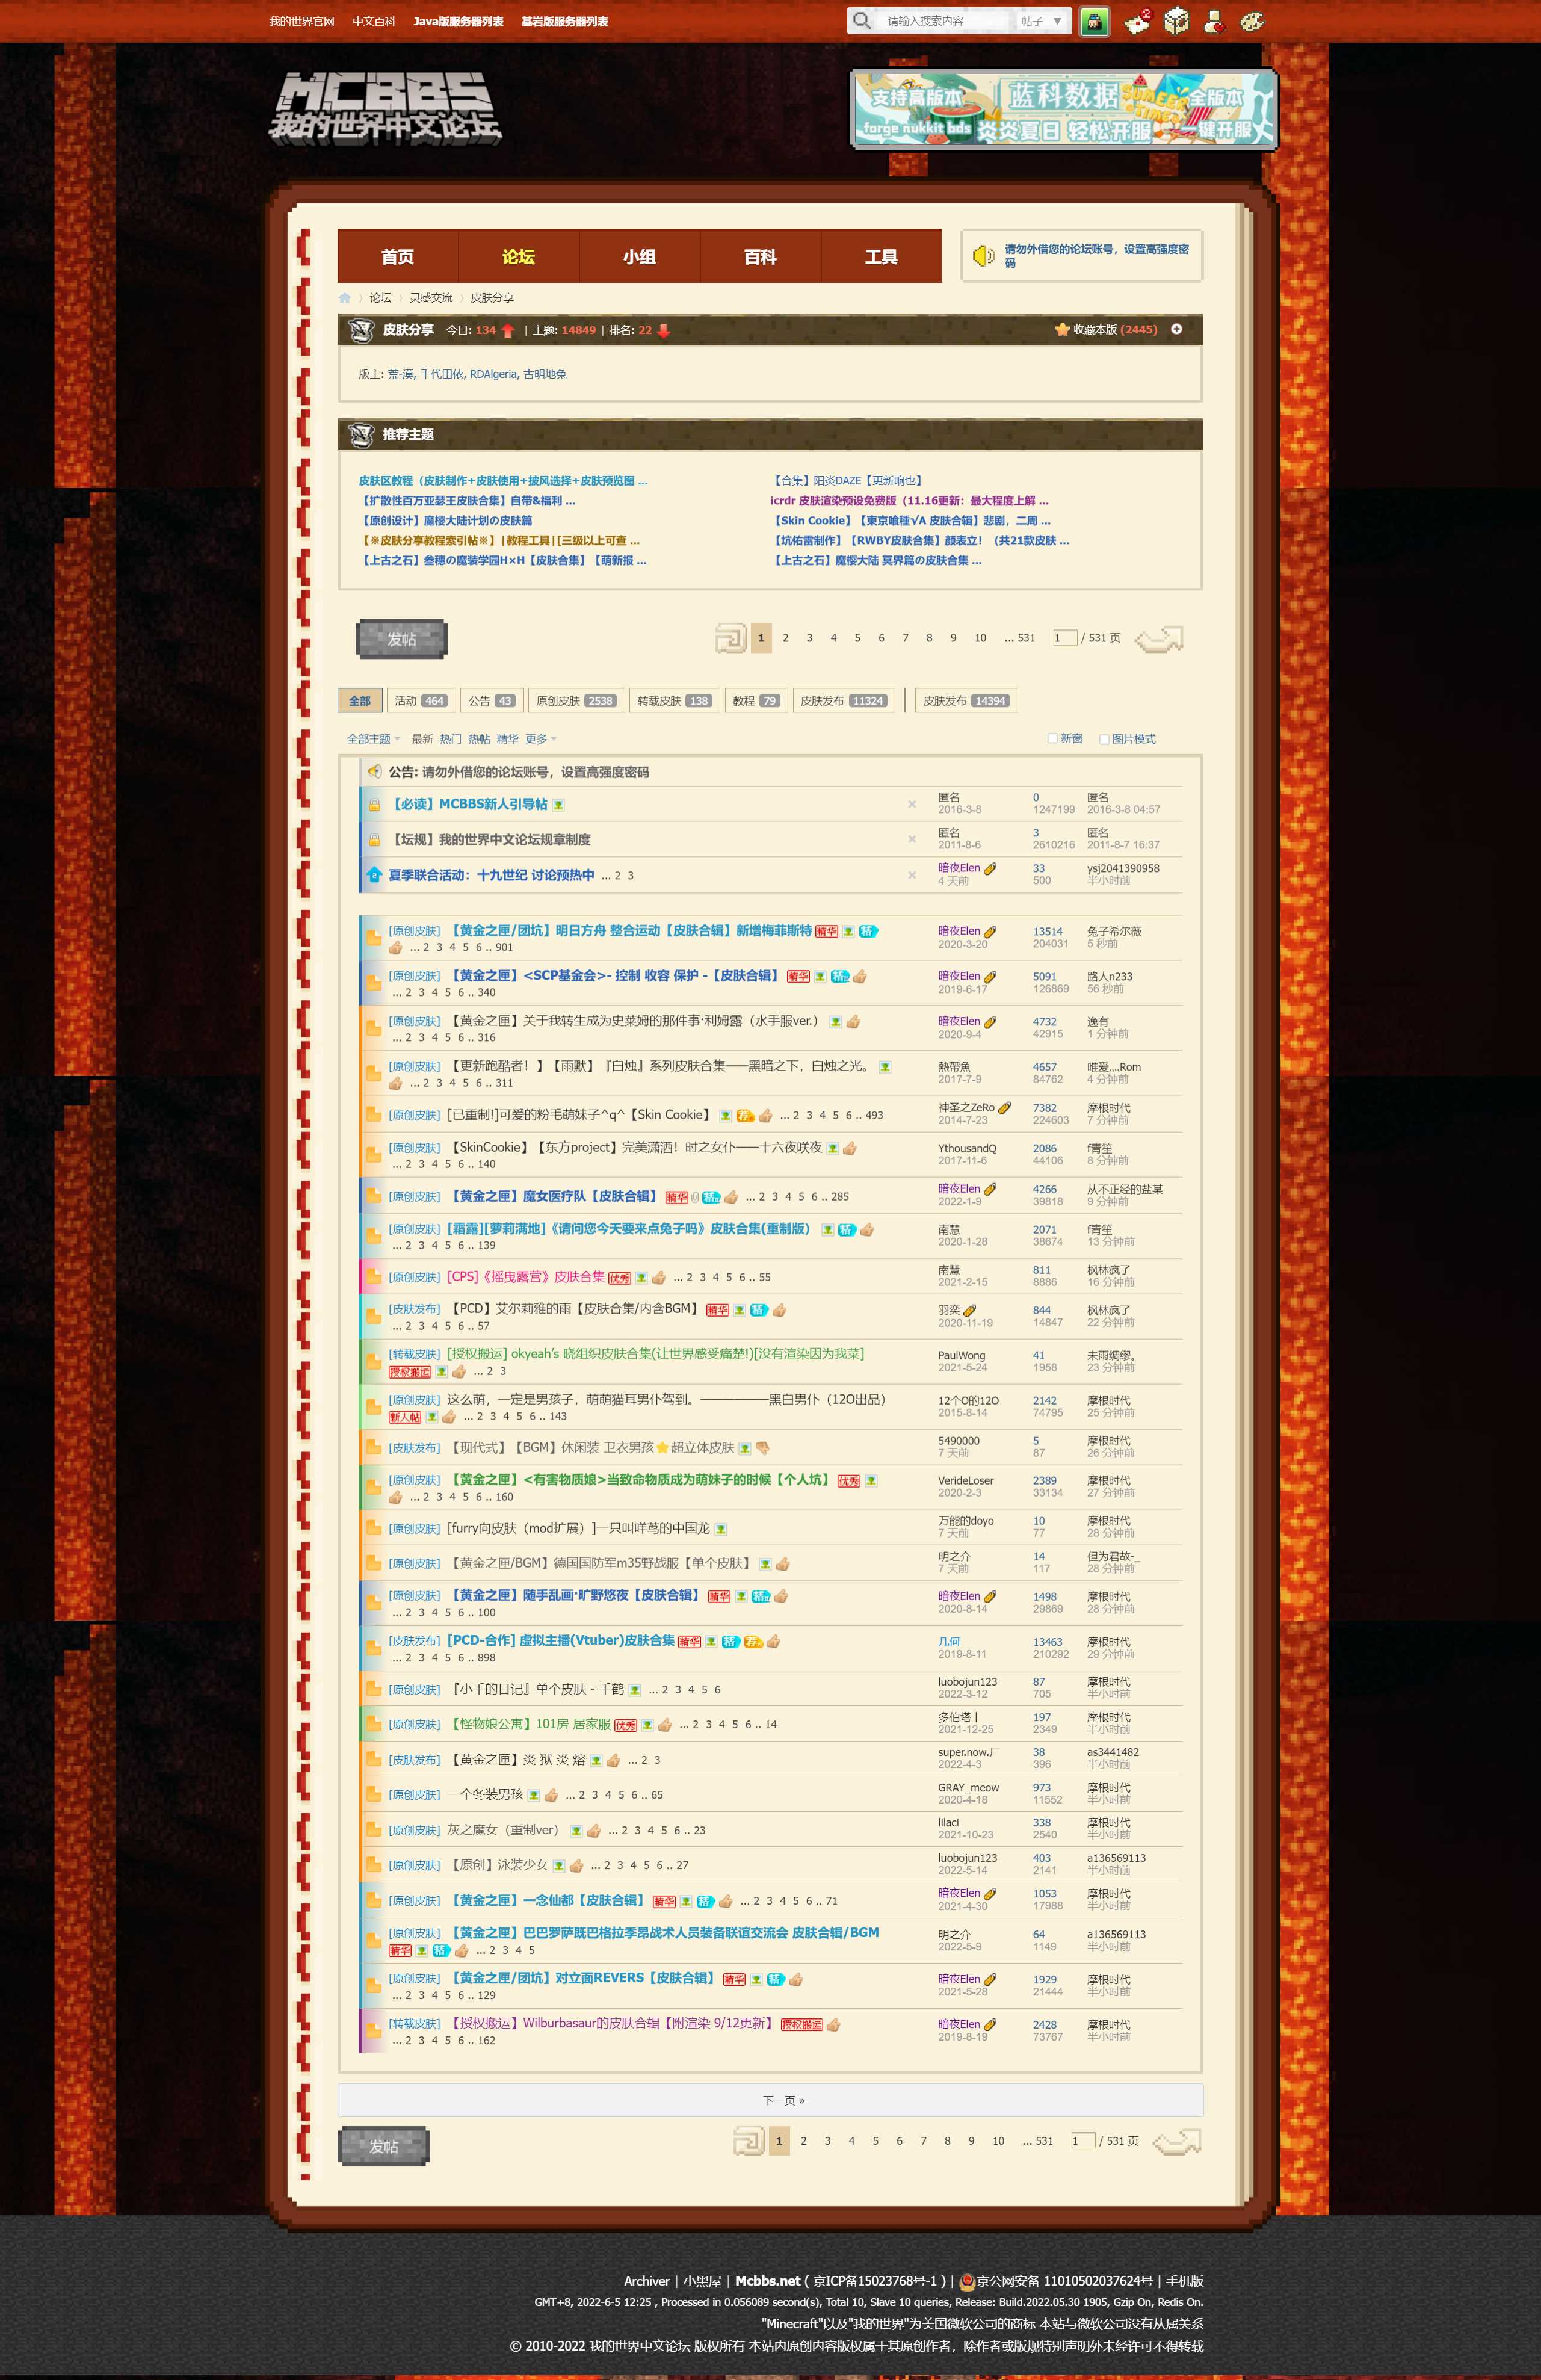 我的世界官网 中文百科 Java版服务器列表 基岩版服务器列表 请输入搜索内容 帖子
2
MCBBS
我的世界中文论坛
支持高版本 蓝科数据 SUMMER TIME 全版本
forge nukkit bds 炎炎夏日 轻松开服 一键开服
首页 论坛 小组 百科 工具
请勿外借您的论坛账号，设置高强度密码
论坛 › 灵感交流 › 皮肤分享
皮肤分享 今日: 134 | 主题: 14849 | 排名: 22 收藏本版 (2445)
版主: 荒-漠, 千代田依, RDAlgeria, 古明地兔
推荐主题
皮肤区教程（皮肤制作+皮肤使用+披风选择+皮肤预览图 ... 【合集】阳炎DAZE【更新响也】
【扩散性百万亚瑟王皮肤合集】自带&福利 ... icrdr 皮肤渲染预设免费版（11.16更新：最大程度上解 ...
【原创设计】魔樱大陆计划の皮肤篇 【Skin Cookie】【東京喰種√A 皮肤合辑】悲剧，二周 ...
【※皮肤分享教程索引帖※】|教程工具|[三级以上可查 ... 【坑佑雷制作】【RWBY皮肤合集】颜表立！（共21款皮肤 ...
【上古之石】叁穗の魔装学园H×H【皮肤合集】【萌新报 ... 【上古之石】魔樱大陆 冥界篇の皮肤合集 ...
发帖 1 2 3 4 5 6 7 8 9 10 ... 531 1 / 531 页
全部 活动 464 公告 43 原创皮肤 2538 转载皮肤 138 教程 79 皮肤发布 11324 皮肤发布 14394
全部主题 最新 热门 热帖 精华 更多 新窗 图片模式
公告: 请勿外借您的论坛账号，设置高强度密码
【必读】MCBBS新人引导帖 匿名 0 匿名
2016-3-8 1247199 2016-3-8 04:57
【坛规】我的世界中文论坛规章制度 匿名 3 匿名
2011-8-6 2610216 2011-8-7 16:37
夏季联合活动：十九世纪 讨论预热中 ... 2 3 暗夜Elen 33 ysj2041390958
4 天前 500 半小时前
[原创皮肤] 【黄金之匣/团坑】明日方舟 整合运动【皮肤合辑】新增梅菲斯特 精华 精 暗夜Elen 13514 兔子希尔薇
... 2 3 4 5 6 .. 901 2020-3-20 204031 5 秒前
[原创皮肤] 【黄金之匣】<SCP基金会>- 控制 收容 保护 -【皮肤合辑】 精华 精 暗夜Elen 5091 路人n233
... 2 3 4 5 6 .. 340 2019-6-17 126869 56 秒前
[原创皮肤] 【黄金之匣】关于我转生成为史莱姆的那件事·利姆露（水手服ver.） 暗夜Elen 4732 逸有
... 2 3 4 5 6 .. 316 2020-9-4 42915 1 分钟前
[原创皮肤] 【更新跑酷者！】【雨默】『白烛』系列皮肤合集——黑暗之下，白烛之光。 熱帶魚 4657 唯爱,,,,Rom
... 2 3 4 5 6 .. 311 2017-7-9 84762 4 分钟前
[原创皮肤] [已重制!]可爱的粉毛萌妹子^q^【Skin Cookie】 荐 ... 2 3 4 5 6 .. 493 神圣之ZeRo 7382 摩根时代
2014-7-23 224603 7 分钟前
[原创皮肤] 【SkinCookie】【东方project】完美潇洒！时之女仆——十六夜咲夜 YthousandQ 2086 f青笙
... 2 3 4 5 6 .. 140 2017-11-6 44106 8 分钟前
[原创皮肤] 【黄金之匣】魔女医疗队【皮肤合辑】 精华 精 ... 2 3 4 5 6 .. 285 暗夜Elen 4266 从不正经的盐某
2022-1-9 39818 9 分钟前
[原创皮肤] [霜露][萝莉满地]《请问您今天要来点兔子吗》皮肤合集(重制版） 精 南慧 2071 f青笙
... 2 3 4 5 6 .. 139 2020-1-28 38674 13 分钟前
[原创皮肤] [CPS]《摇曳露营》皮肤合集 优秀 ... 2 3 4 5 6 .. 55 南慧 811 枫林疯了
2021-2-15 8886 16 分钟前
[皮肤发布] 【PCD】艾尔莉雅的雨【皮肤合集/内含BGM】 精华 精 羽奕 844 枫林疯了
... 2 3 4 5 6 .. 57 2020-11-19 14847 22 分钟前
[转载皮肤] [授权搬运] okyeah's 晓组织皮肤合集(让世界感受痛楚!)[没有渲染因为我菜] PaulWong 41 未雨绸缪。
授权搬运 ... 2 3 2021-5-24 1958 23 分钟前
[原创皮肤] 这么萌，一定是男孩子，萌萌猫耳男仆驾到。——————黑白男仆（12O出品） 12个O的12O 2142 摩根时代
新人帖 ... 2 3 4 5 6 .. 143 2015-8-14 74795 25 分钟前
[皮肤发布] 【现代式】【BGM】休闲装 卫衣男孩⭐超立体皮肤 5490000 5 摩根时代
7 天前 87 26 分钟前
[原创皮肤] 【黄金之匣】<有害物质娘>当致命物质成为萌妹子的时候【个人坑】 优秀 VerideLoser 2389 摩根时代
... 2 3 4 5 6 .. 160 2020-2-3 33134 27 分钟前
[原创皮肤] [furry向皮肤（mod扩展）]一只叫咩茑的中国龙 万能的doyo 10 摩根时代
7 天前 77 28 分钟前
[原创皮肤] 【黄金之匣/BGM】德国国防军m35野战服【单个皮肤】 明之介 14 但为君故-_
7 天前 117 28 分钟前
[原创皮肤] 【黄金之匣】随手乱画·旷野悠夜【皮肤合辑】 精华 精 暗夜Elen 1498 摩根时代
... 2 3 4 5 6 .. 100 2020-8-14 29869 28 分钟前
[皮肤发布] [PCD-合作] 虚拟主播(Vtuber)皮肤合集 精华 精 荐 几何 13463 摩根时代
... 2 3 4 5 6 .. 898 2019-8-11 210292 29 分钟前
[原创皮肤] 『小千的日记』单个皮肤 - 千鹤 ... 2 3 4 5 6 luobojun123 87 摩根时代
2022-3-12 705 半小时前
[原创皮肤] 【怪物娘公寓】101房 居家服 优秀 ... 2 3 4 5 6 .. 14 多伯塔丨 197 摩根时代
2021-12-25 2349 半小时前
[皮肤发布] 【黄金之匣】炎 狱 炎 熔 ... 2 3 super.now.厂 38 as3441482
2022-4-3 396 半小时前
[原创皮肤] 一个冬装男孩 ... 2 3 4 5 6 .. 65 GRAY_meow 973 摩根时代
2020-4-18 11552 半小时前
[原创皮肤] 灰之魔女（重制ver） ... 2 3 4 5 6 .. 23 lilaci 338 摩根时代
2021-10-23 2540 半小时前
[原创皮肤] 【原创】泳装少女 ... 2 3 4 5 6 .. 27 luobojun123 403 a136569113
2022-5-14 2141 半小时前
[原创皮肤] 【黄金之匣】一念仙都【皮肤合辑】 精华 精 ... 2 3 4 5 6 .. 71 暗夜Elen 1053 摩根时代
2021-4-30 17988 半小时前
[原创皮肤] 【黄金之匣】巴巴罗萨既巴格拉季昂战术人员装备联谊交流会 皮肤合辑/BGM 明之介 64 a136569113
精华 精 ... 2 3 4 5 2022-5-9 1149 半小时前
[原创皮肤] 【黄金之匣/团坑】对立面REVERS【皮肤合辑】 精华 精 暗夜Elen 1929 摩根时代
... 2 3 4 5 6 .. 129 2021-5-28 21444 半小时前
[转载皮肤] 【授权搬运】Wilburbasaur的皮肤合辑【附渲染 9/12更新】 授权搬运 暗夜Elen 2428 摩根时代
... 2 3 4 5 6 .. 162 2019-8-19 73767 半小时前
下一页 »
发帖 1 2 3 4 5 6 7 8 9 10 ... 531 1 / 531 页
Archiver | 小黑屋 | Mcbbs.net ( 京ICP备15023768号-1 ) | 京公网安备 11010502037624号 | 手机版
GMT+8, 2022-6-5 12:25 , Processed in 0.056089 second(s), Total 10, Slave 10 queries, Release: Build.2022.05.30 1905, Gzip On, Redis On.
"Minecraft"以及"我的世界"为美国微软公司的商标 本站与微软公司没有从属关系
© 2010-2022 我的世界中文论坛 版权所有 本站内原创内容版权属于其原创作者，除作者或版规特别声明外未经许可不得转载